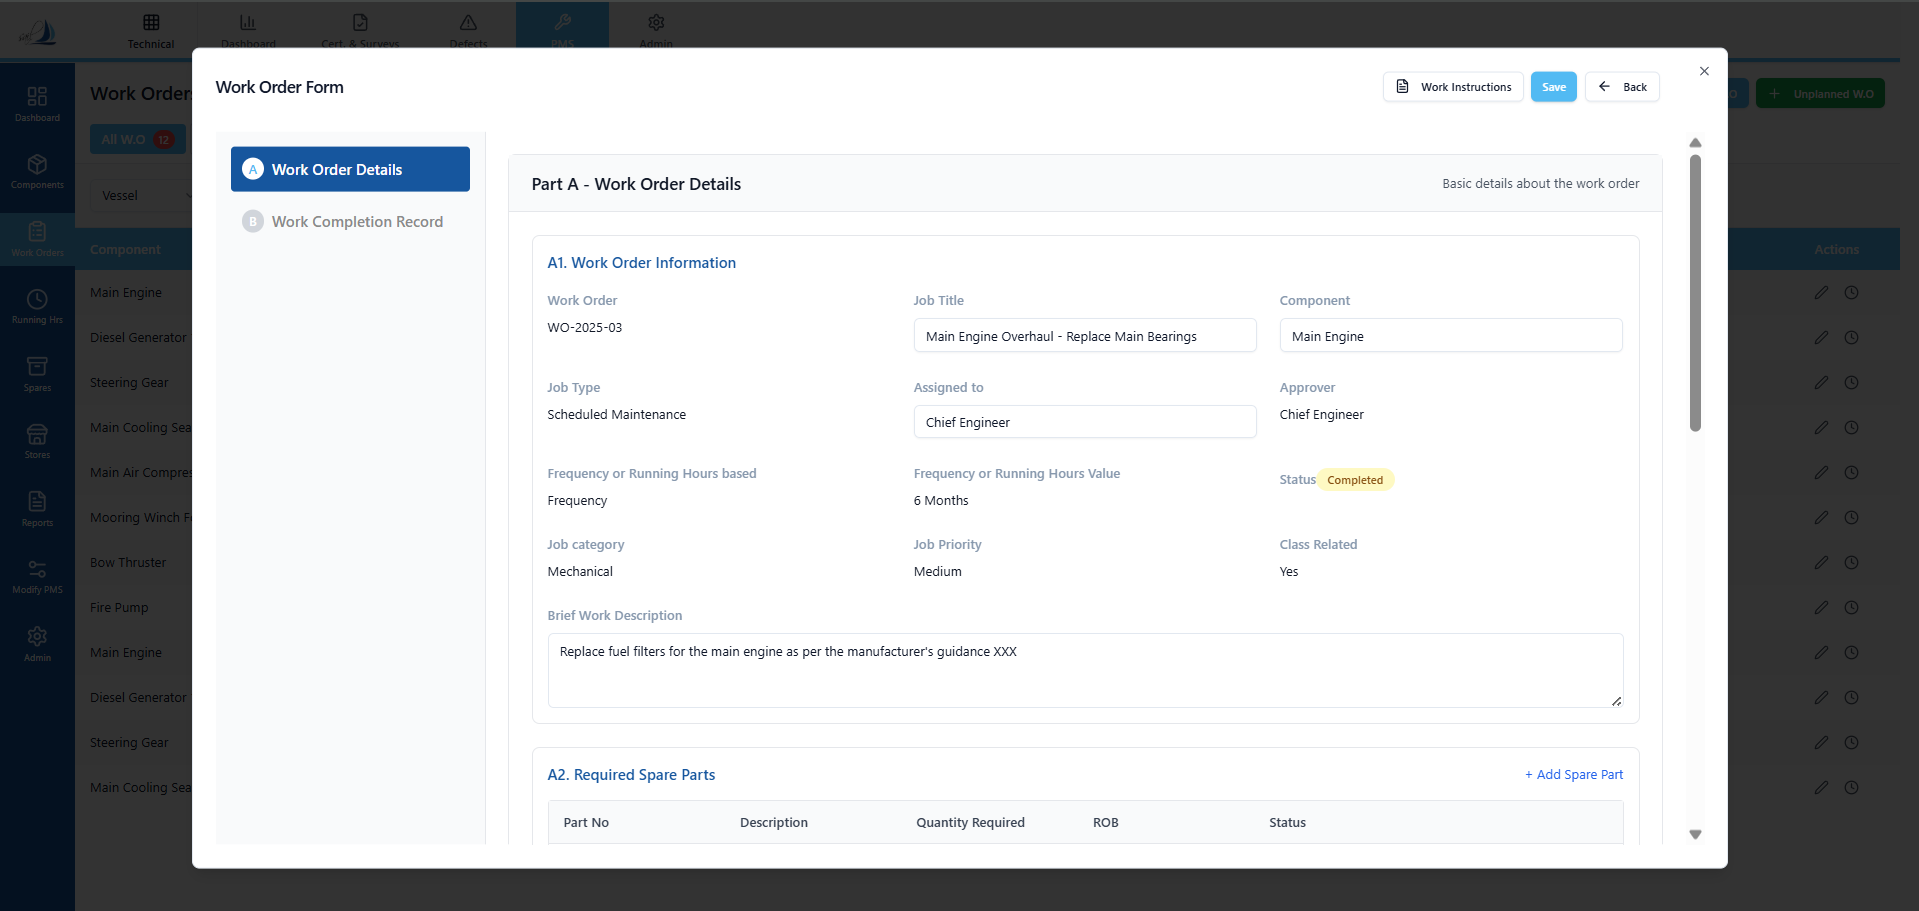 Technical
Dashboard
Cert. & Surveys
Defects
PMS
Admin
Dashboard
Components
Work Orders
Running Hrs
Spares
Stores
Reports
Modify PMS
Admin
Work Orders
All W.O 12
Unplanned W.O
Vessel
Component
Actions
Main Engine
Diesel Generator
Steering Gear
Main Cooling Sea
Main Air Compres
Mooring Winch F
Bow Thruster
Fire Pump
Main Engine
Diesel Generator
Steering Gear
Main Cooling Sea
Work Order Form
Work Instructions
Save
Back
A Work Order Details
B Work Completion Record
Part A - Work Order Details
Basic details about the work order
A1. Work Order Information
Work Order
Job Title
Component
WO-2025-03
Main Engine Overhaul - Replace Main Bearings
Main Engine
Job Type
Assigned to
Approver
Scheduled Maintenance
Chief Engineer
Chief Engineer
Frequency or Running Hours based
Frequency or Running Hours Value
Status Completed
Frequency
6 Months
Job category
Job Priority
Class Related
Mechanical
Medium
Yes
Brief Work Description
Replace fuel filters for the main engine as per the manufacturer's guidance XXX
A2. Required Spare Parts
+ Add Spare Part
Part No
Description
Quantity Required
ROB
Status